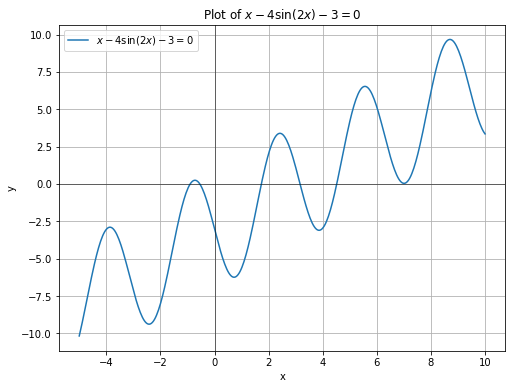 Plot of x − 4sin(2x) − 3 = 0
x − 4sin(2x) − 3 = 0
10.0
7.5
5.0
2.5
0.0
−2.5
−5.0
−7.5
−10.0
y
−4 −2 0 2 4 6 8 10
x